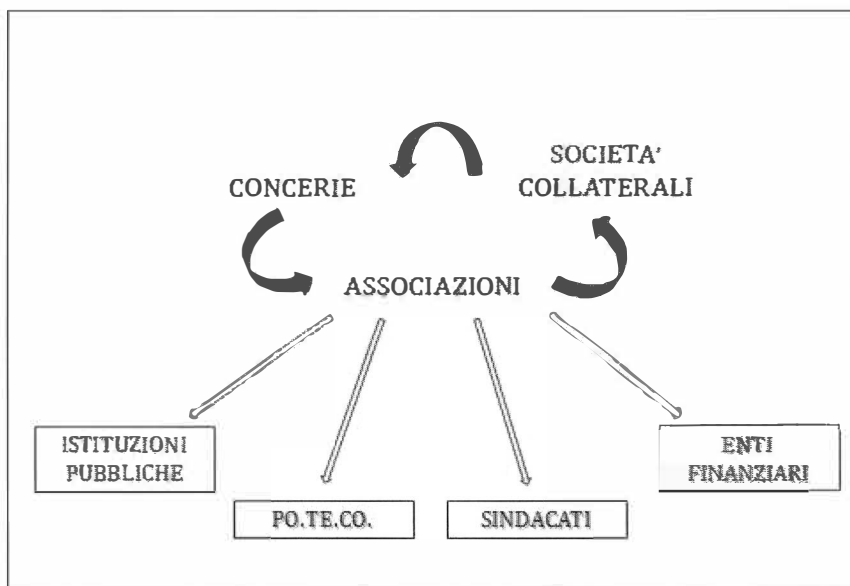 SOCIETA'
COLLATERALI
CONCERIE
ASSOCIAZIONI
ISTITUZIONI
PUBBLICHE
ENTI
FINANZIARI
PO.TE.CO.
SINDACATI